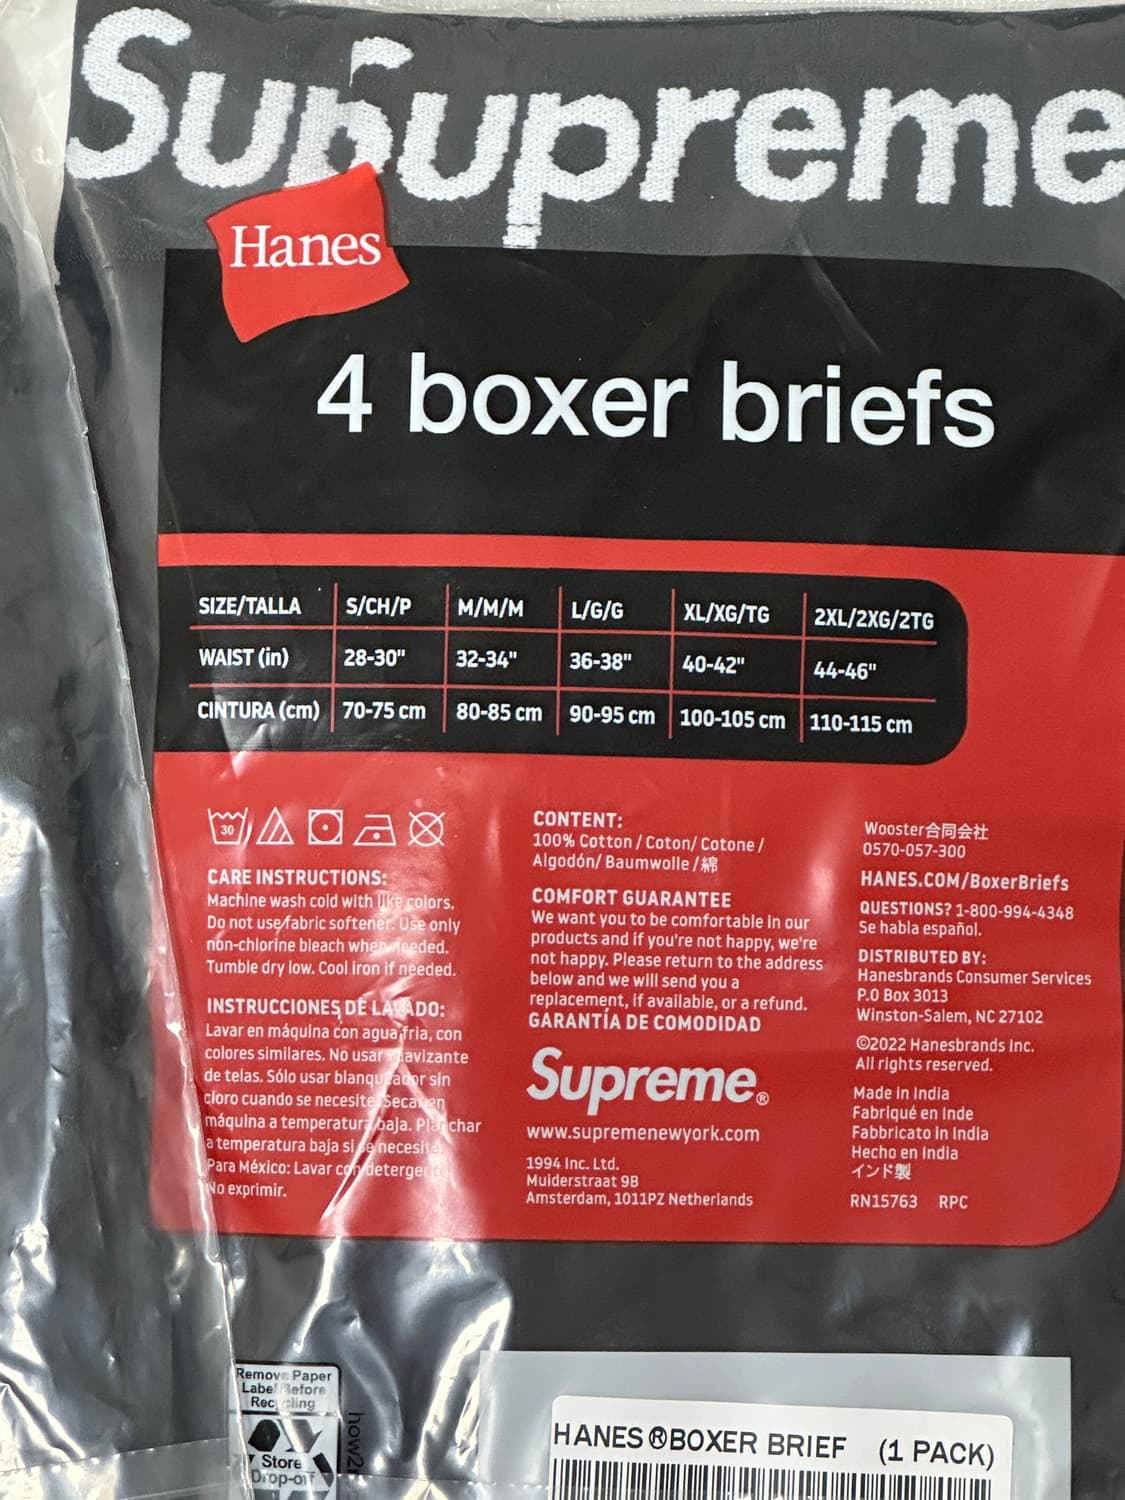 Supreme
Hanes
4 boxer briefs
SIZE/TALLA S/CH/P M/M/M L/G/G XL/XG/TG 2XL/2XG/2TG
WAIST (in) 28-30" 32-34" 36-38" 40-42" 44-46"
CINTURA (cm) 70-75 cm 80-85 cm 90-95 cm 100-105 cm 110-115 cm
30
CARE INSTRUCTIONS:
Machine wash cold with like colors.
Do not use fabric softener. Use only
non-chlorine bleach when needed.
Tumble dry low. Cool iron if needed.
INSTRUCCIONES DE LAVADO:
Lavar en máquina con agua fria, con
colores similares. No usar suavizante
de telas. Sólo usar blanqueador sin
cloro cuando se necesite. Secar en
máquina a temperatura baja. Planchar
a temperatura baja si se necesita.
Para México: Lavar con detergente.
No exprimir.
CONTENT:
100% Cotton / Coton/ Cotone /
Algodón/ Baumwolle / 綿
COMFORT GUARANTEE
We want you to be comfortable in our
products and if you're not happy, we're
not happy. Please return to the address
below and we will send you a
replacement, if available, or a refund.
GARANTÍA DE COMODIDAD
Supreme®
www.supremenewyork.com
1994 Inc. Ltd.
Muiderstraat 9B
Amsterdam, 1011PZ Netherlands
Wooster合同会社
0570-057-300
HANES.COM/BoxerBriefs
QUESTIONS? 1-800-994-4348
Se habla español.
DISTRIBUTED BY:
Hanesbrands Consumer Services
P.O Box 3013
Winston-Salem, NC 27102
©2022 Hanesbrands Inc.
All rights reserved.
Made in India
Fabriqué en Inde
Fabbricato in India
Hecho en India
インド製
RN15763 RPC
Remove Paper
Label Before
Recycling
Store
Drop-off
HANES®BOXER BRIEF (1 PACK)